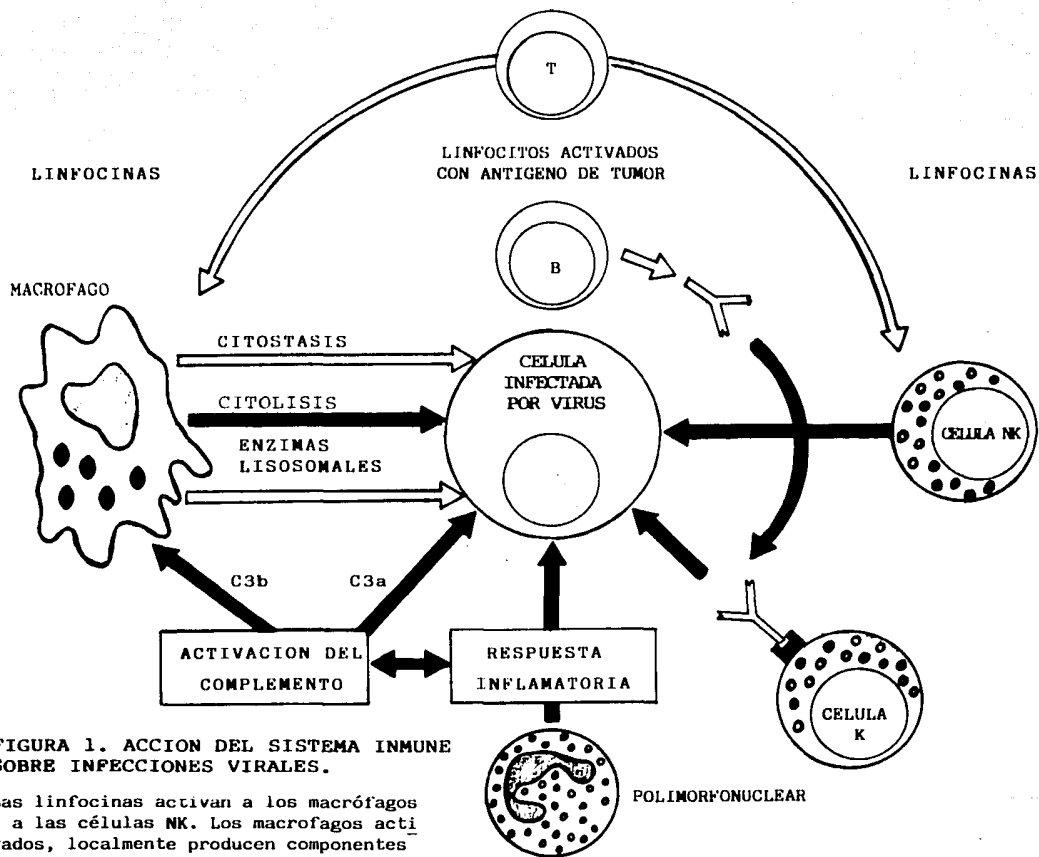 T
LINFOCINAS
LINFOCITOS ACTIVADOS
CON ANTIGENO DE TUMOR
LINFOCINAS
B
MACROFAGO
CITOSTASIS
CELULA
INFECTADA
POR VIRUS
CITOLISIS
ENZIMAS
LISOSOMALES
CELULA NK
C3b
C3a
ACTIVACION DEL
COMPLEMENTO
RESPUESTA
INFLAMATORIA
CELULA
K
POLIMORFONUCLEAR
FIGURA 1. ACCION DEL SISTEMA INMUNE
SOBRE INFECCIONES VIRALES.
as linfocinas activan a los macrófagos
a las células NK. Los macrofagos acti
vados, localmente producen componentes